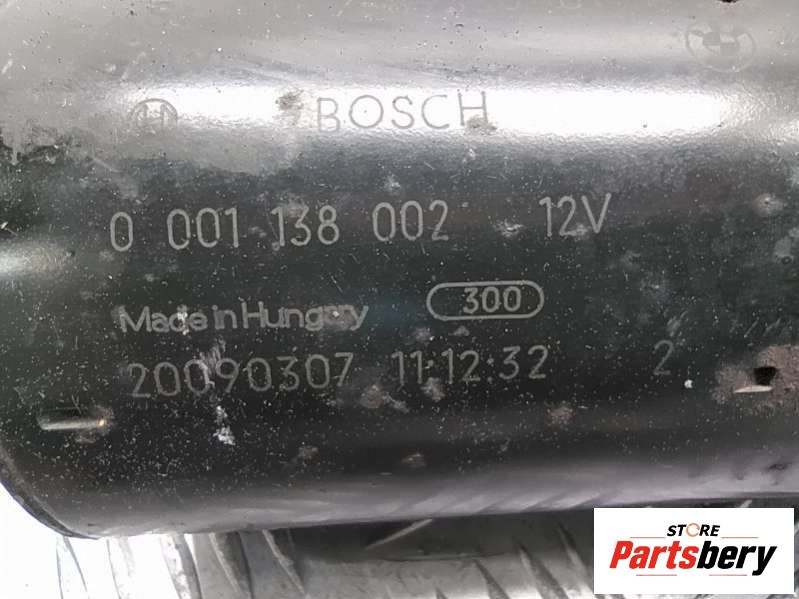 BOSCH
0 001 138 002 12V
Made in Hungary 300
20090307 11:12:32 2
STORE
Partsbery